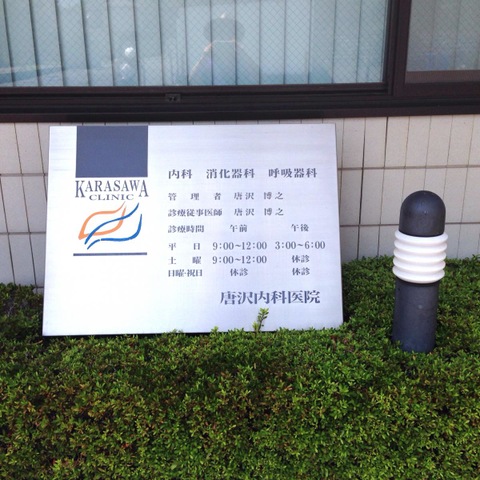 KARASAWA
CLINIC
内科 消化器科 呼吸器科
管理者 唐沢 博之
診療従事医師 唐沢 博之
診療時間 午前 午後
平日 9:00~12:00 3:00~6:00
土曜 9:00~12:00 休診
日曜・祝日 休診 休診
唐沢内科医院